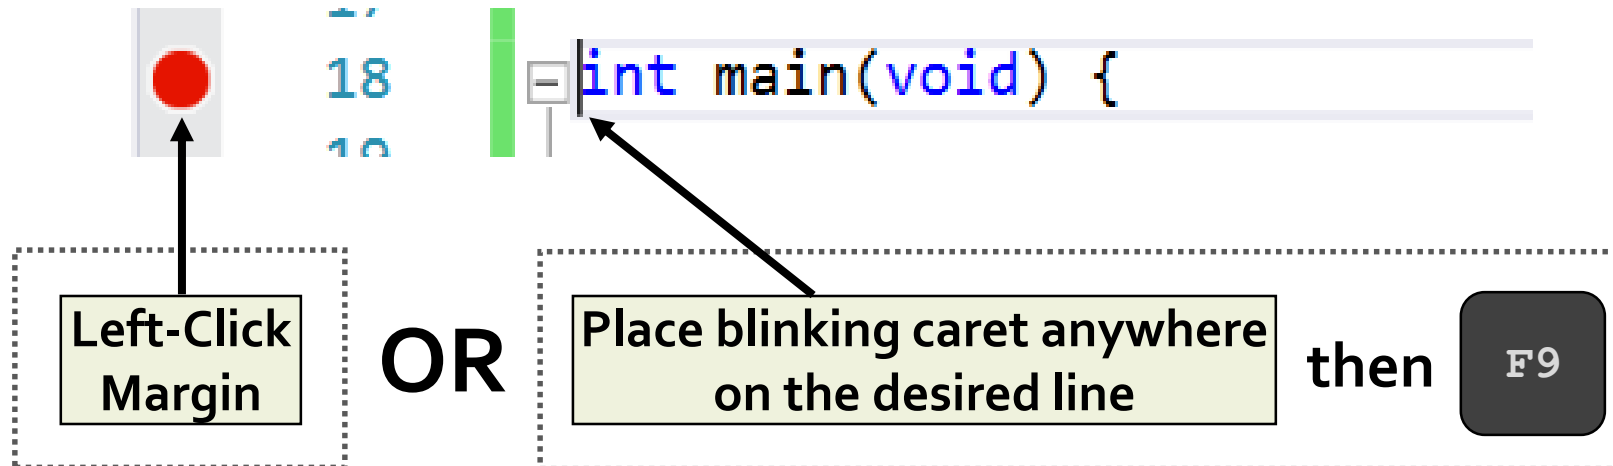 18 int main(void) {
Left-Click
Margin
OR
Place blinking caret anywhere
on the desired line
then
F9